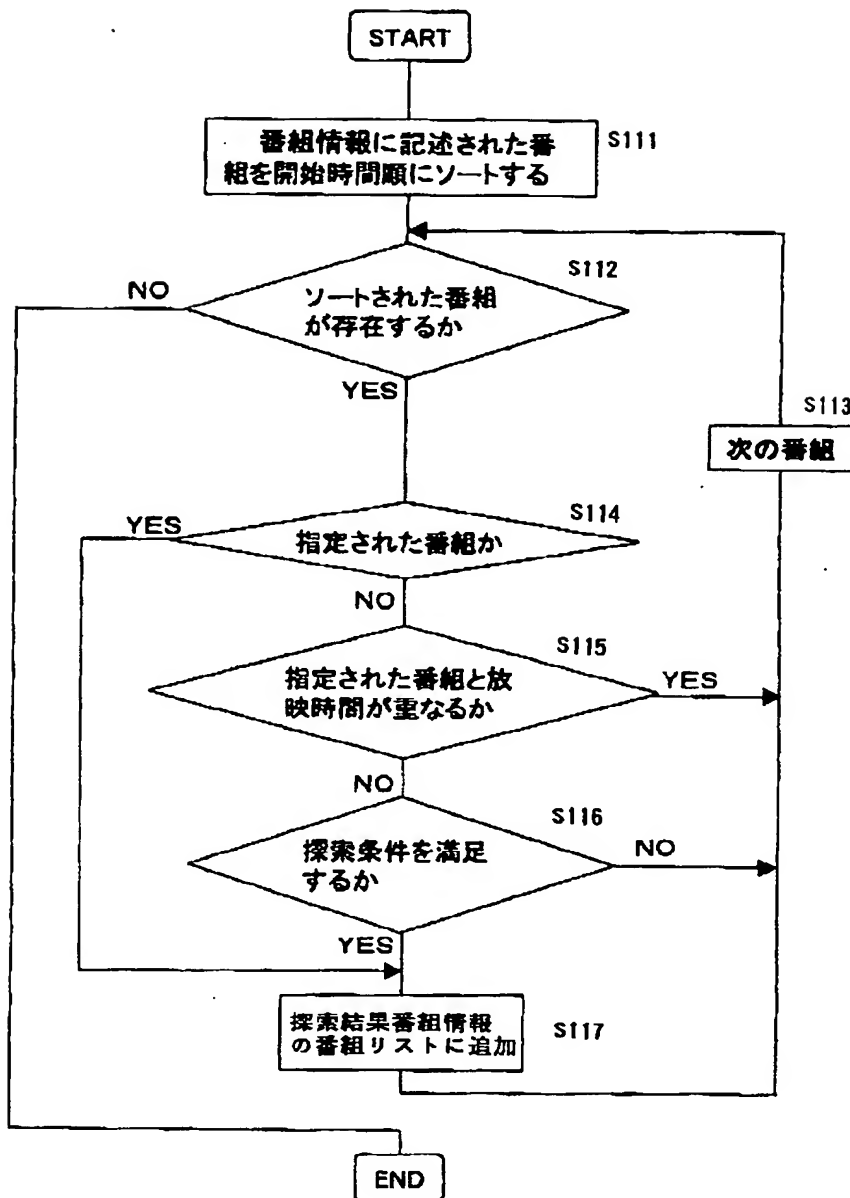 START
番組情報に記述された番
組を開始時間順にソートする
S111
S112
NO
ソートされた番組
が存在するか
YES
S113
次の番組
S114
YES
指定された番組か
NO
S115
指定された番組と放
映時間が重なるか
YES
NO
S116
探索条件を満足
するか
NO
YES
探索結果番組情報
の番組リストに追加
S117
END